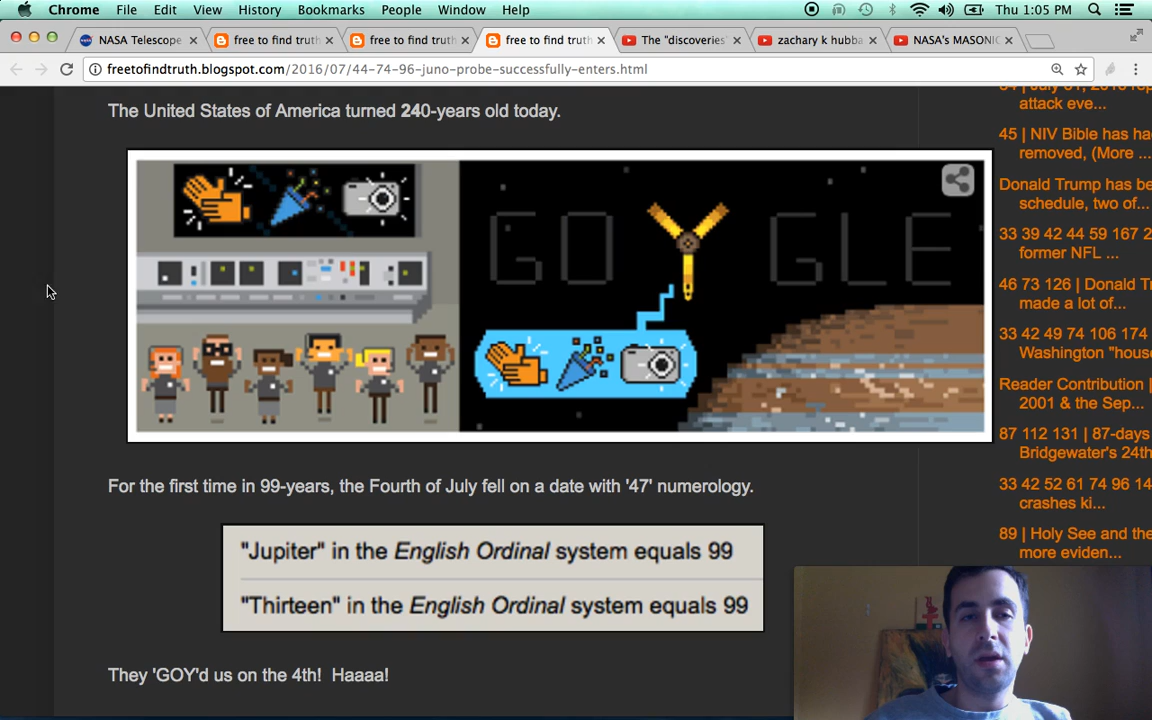 Chrome File Edit View History Bookmarks People Window Help Thu 1:05 PM
NASA Telescope × free to find truth × free to find truth × free to find truth × The "discoveries" × zachary k hubba × NASA's MASONIC ×
freetofindtruth.blogspot.com/2016/07/44-74-96-juno-probe-successfully-enters.html
The United States of America turned 240-years old today.
GO GLE
For the first time in 99-years, the Fourth of July fell on a date with '47' numerology.
"Jupiter" in the English Ordinal system equals 99
"Thirteen" in the English Ordinal system equals 99
They 'GOY'd us on the 4th! Haaaa!
attack eve...
45 | NIV Bible has ha
removed, (More ...
Donald Trump has be
schedule, two of...
33 39 42 44 59 167 2
former NFL ...
46 73 126 | Donald T
made a lot of...
33 42 49 74 106 174
Washington "house
Reader Contribution |
2001 & the Sep...
87 112 131 | 87-days
Bridgewater's 24th
33 42 52 61 74 96 14
crashes ki...
89 | Holy See and the
more eviden...